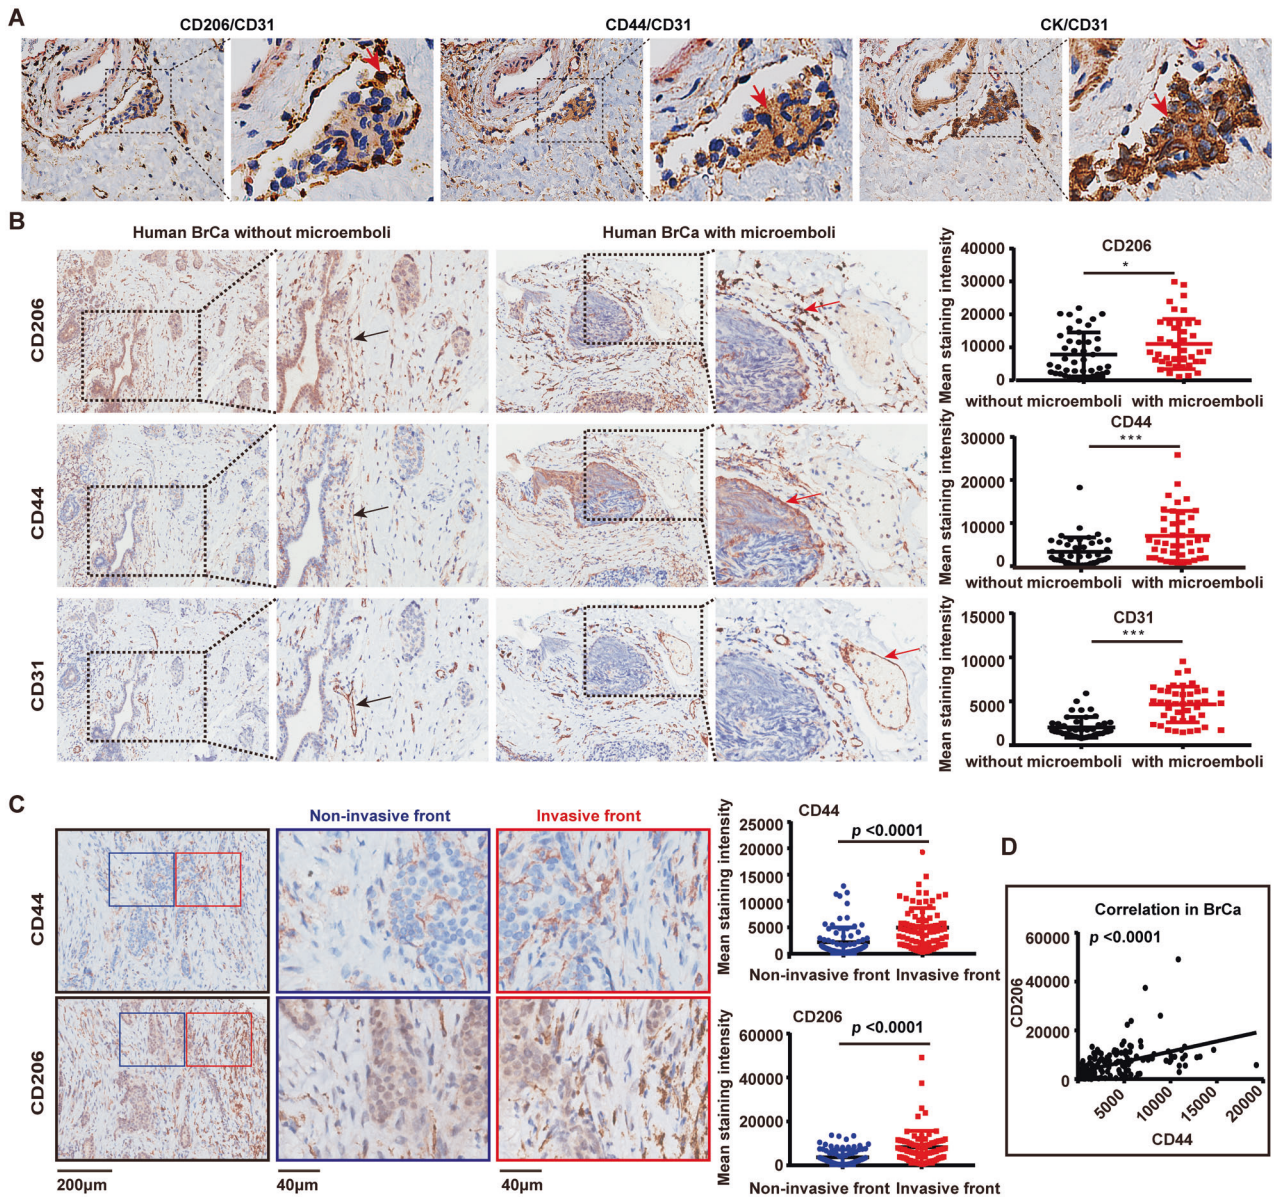 A
CD206/CD31
CD44/CD31
CK/CD31
B
Human BrCa without microemboli
Human BrCa with microemboli
CD206
CD44
CD31
Mean staining intensity
CD206
*
40000
30000
20000
10000
0
without microemboli
with microemboli
Mean staining intensity
CD44
***
30000
20000
10000
0
without microemboli
with microemboli
Mean staining intensity
CD31
***
15000
10000
5000
0
without microemboli
with microemboli
C
Non-invasive front
Invasive front
CD44
CD206
200µm
40µm
40µm
Mean staining intensity
CD44
p <0.0001
25000
20000
15000
10000
5000
0
Non-invasive front
Invasive front
Mean staining intensity
CD206
p <0.0001
60000
40000
20000
0
Non-invasive front
Invasive front
D
Correlation in BrCa
p <0.0001
CD206
60000
40000
20000
0
5000
10000
15000
20000
CD44